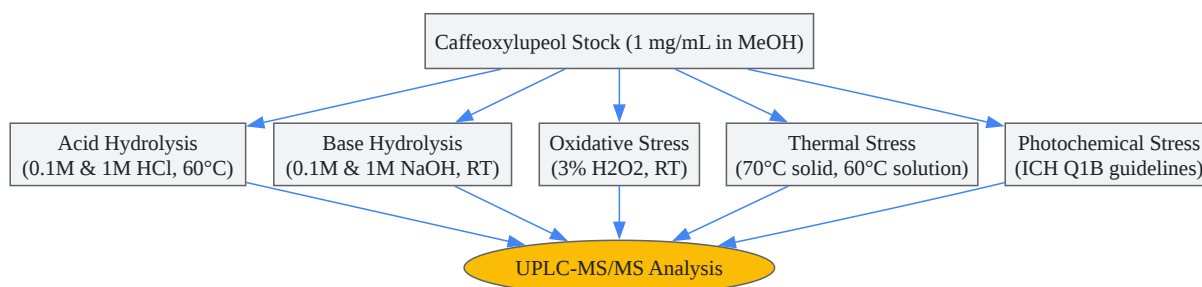 Caffeoxylupeol Stock (1 mg/mL in MeOH)
Acid Hydrolysis
(0.1M & 1M HCl, 60°C)
Base Hydrolysis
(0.1M & 1M NaOH, RT)
Oxidative Stress
(3% H2O2, RT)
Thermal Stress
(70°C solid, 60°C solution)
Photochemical Stress
(ICH Q1B guidelines)
UPLC-MS/MS Analysis